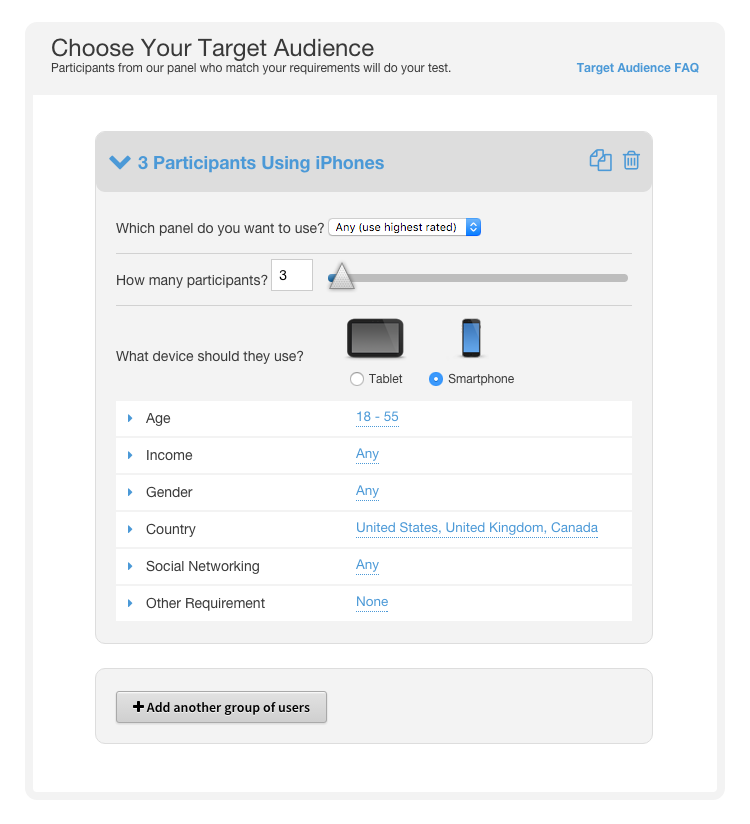 Choose Your Target Audience
Participants from our panel who match your requirements will do your test.
Target Audience FAQ
3 Participants Using iPhones
Which panel do you want to use? Any (use highest rated)
How many participants? 3
What device should they use?
Tablet Smartphone
Age 18 - 55
Income Any
Gender Any
Country United States, United Kingdom, Canada
Social Networking Any
Other Requirement None
+ Add another group of users